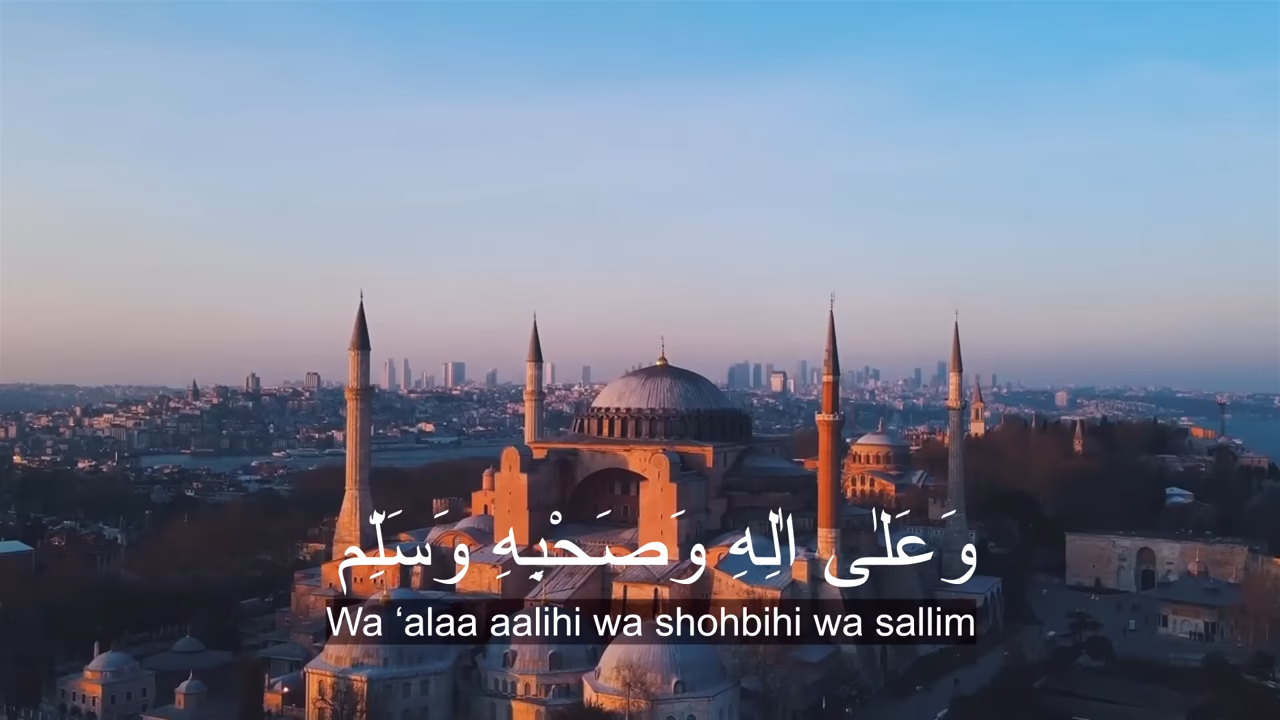 وَعَلٰى اٰلِهِ وَصَحْبِهِ وَسَلِّم
Wa ‘alaa aalihi wa shohbihi wa sallim